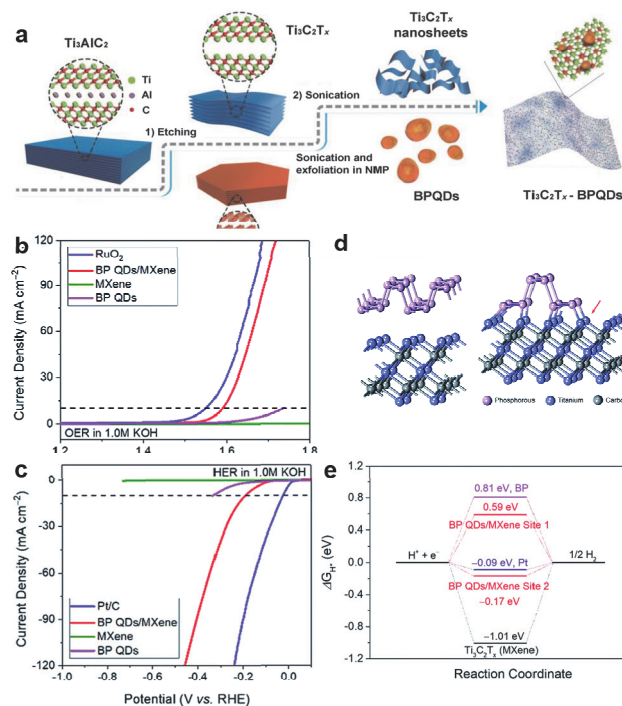 a
Ti3AlC2
Ti
Al
C
1) Etching
Ti3C2Tx
2) Sonication
Sonication and
exfoliation in NMP
Ti3C2Tx
nanosheets
BPQDs
Ti3C2Tx - BPQDs
b
Current Density (mA cm⁻²)
120
90
60
30
0
RuO2
BP QDs/MXene
MXene
BP QDs
OER in 1.0M KOH
1.2
1.4
1.6
1.8
c
Current Density (mA cm⁻²)
0
-30
-60
-90
-120
HER in 1.0M KOH
Pt/C
BP QDs/MXene
MXene
BP QDs
-1.0
-0.8
-0.6
-0.4
-0.2
0.0
Potential (V vs. RHE)
d
Phosphorous
Titanium
Carbo
e
ΔG_H* (eV)
1.2
0.8
0.4
0.0
-0.4
-0.8
-1.2
0.81 eV, BP
0.59 eV
BP QDs/MXene Site 1
H⁺ + e⁻
1/2 H2
-0.09 eV, Pt
BP QDs/MXene Site 2
-0.17 eV
-1.01 eV
Ti3C2Tx (MXene)
Reaction Coordinate